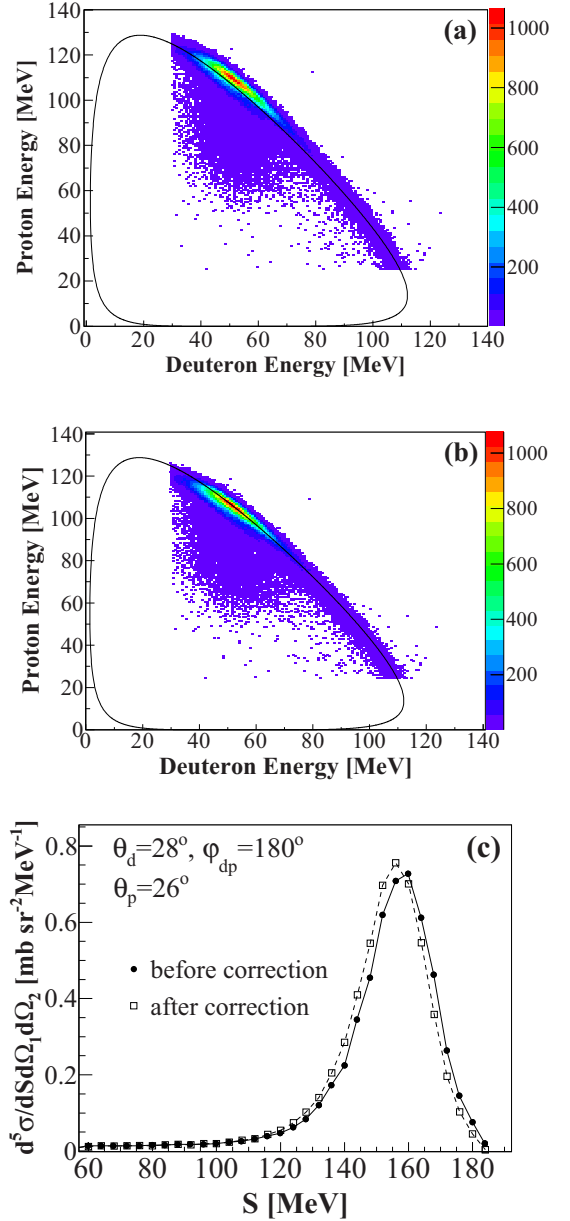 (a)
Proton Energy [MeV]
140
120
100
80
60
40
20
0
0 20 40 60 80 100 120 140
Deuteron Energy [MeV]
1000
800
600
400
200
(b)
Proton Energy [MeV]
140
120
100
80
60
40
20
0
0 20 40 60 80 100 120 140
Deuteron Energy [MeV]
1000
800
600
400
200
(c)
θd=28°, φdp=180°
θp=26°
before correction
after correction
d⁵σ/dSdΩ₁dΩ₂ [mb sr⁻²MeV⁻¹]
0.8
0.6
0.4
0.2
0
60 80 100 120 140 160 180
S [MeV]